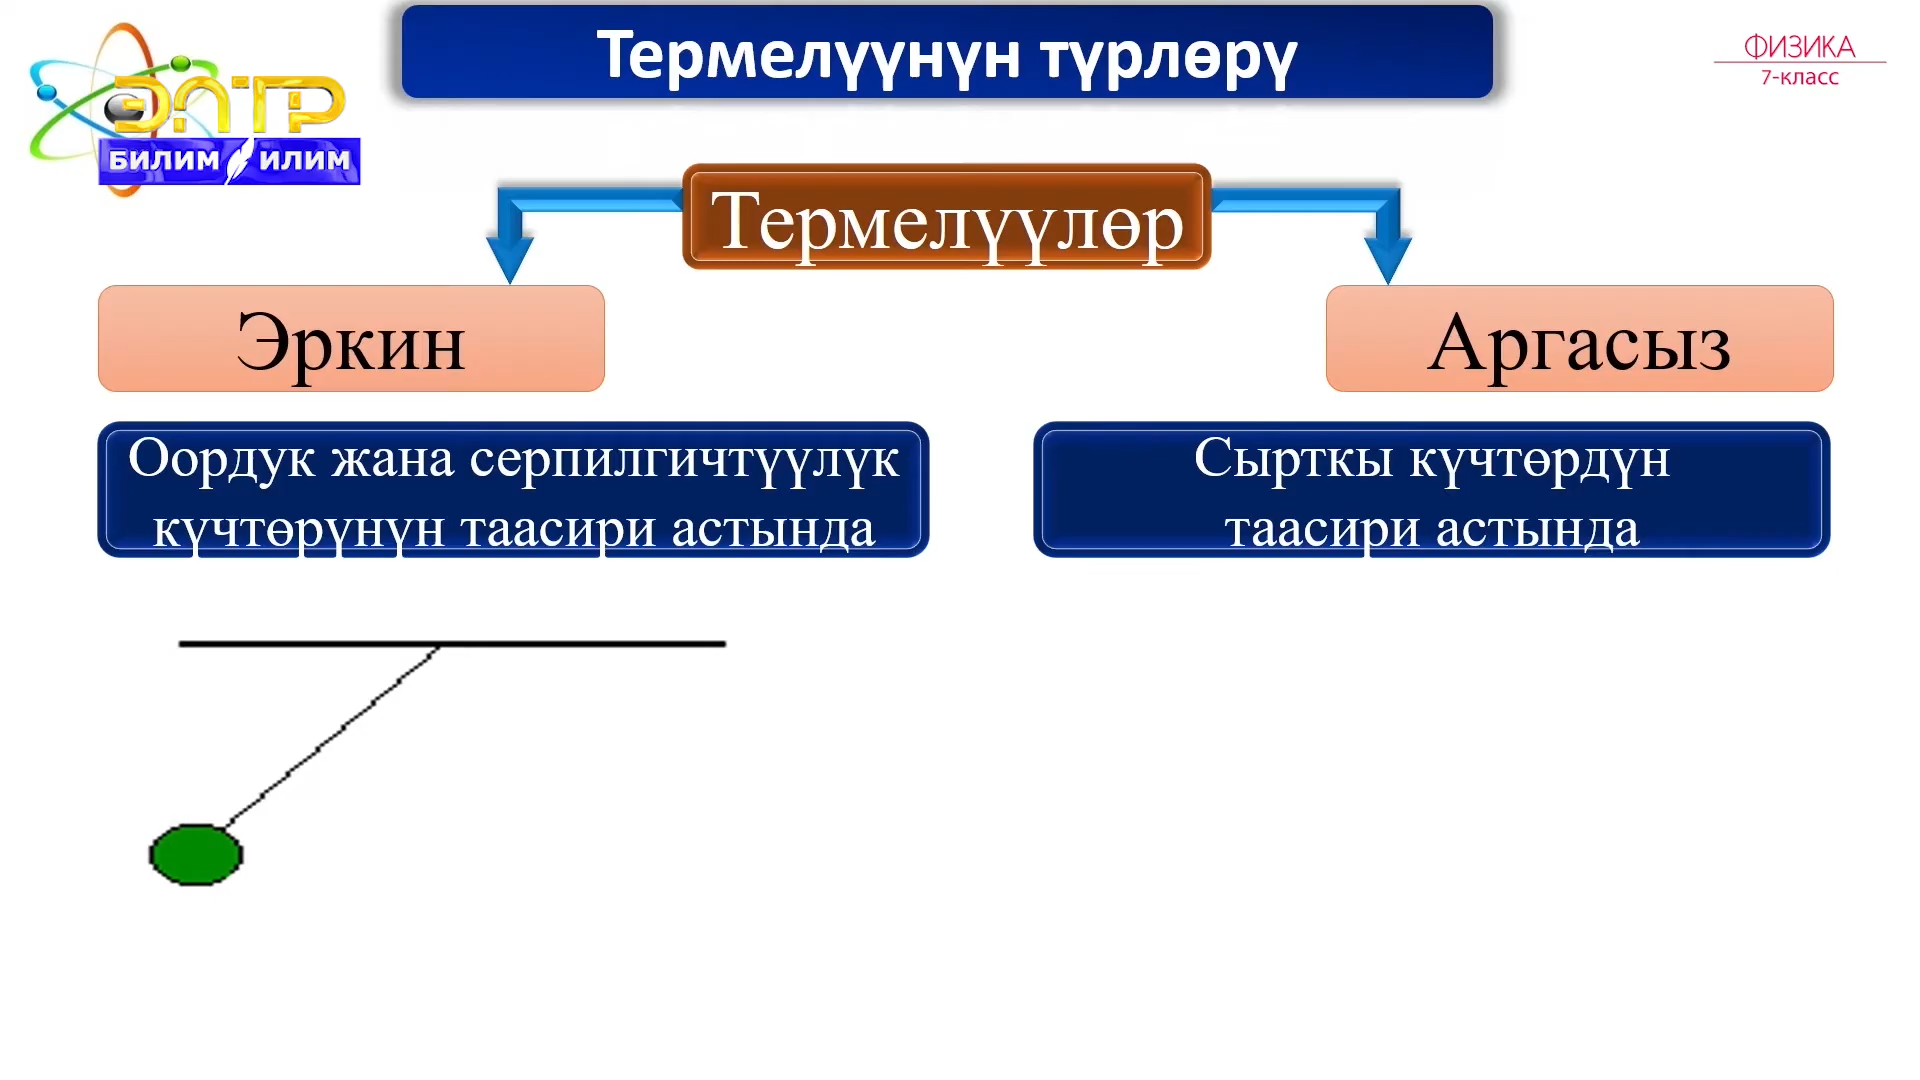 Термелүүнүн түрлөрү
ФИЗИКА
7-класс
ЭЛТР
БИЛИМ ИЛИМ
Термелүүлөр
Эркин
Аргасыз
Оордук жана серпилгичтүүлүк
күчтөрүнүн таасири астында
Сырткы күчтөрдүн
таасири астында